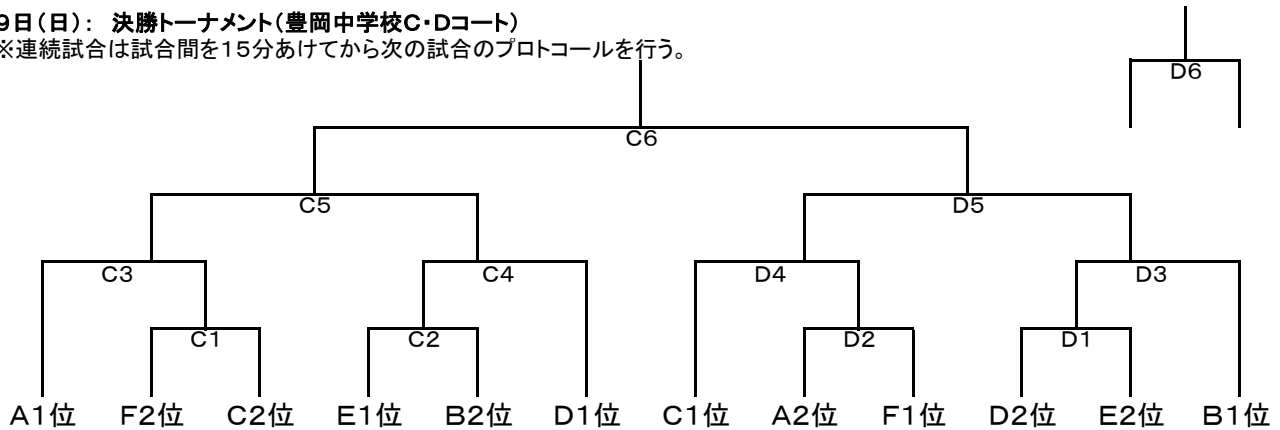 9日(日): 決勝トーナメント(豊岡中学校C・Dコート)
※連続試合は試合間を15分あけてから次の試合のプロトコールを行う。
D6
C6
C5 D5
C3 C4 D4 D3
C1 C2 D2 D1
A1位 F2位 C2位 E1位 B2位 D1位 C1位 A2位 F1位 D2位 E2位 B1位